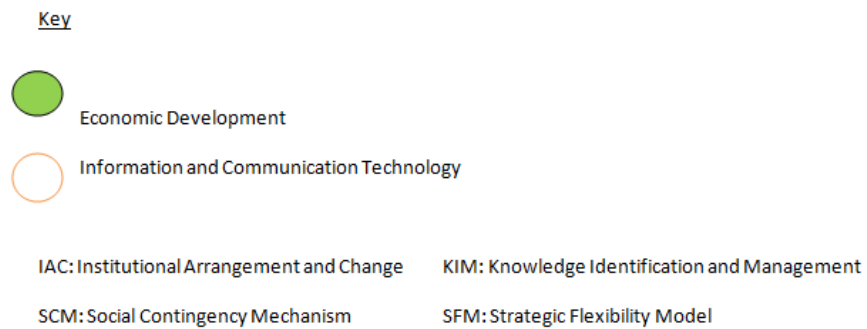 Key
Economic Development
Information and Communication Technology
IAC: Institutional Arrangement and Change KIM: Knowledge Identification and Management
SCM: Social Contingency Mechanism SFM: Strategic Flexibility Model